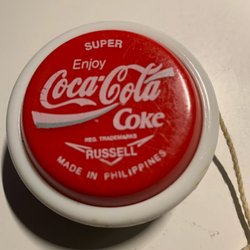 SUPER
Enjoy
Coca-Cola
Coke
REG. TRADEMARKS
RUSSELL
MADE IN PHILIPPINES